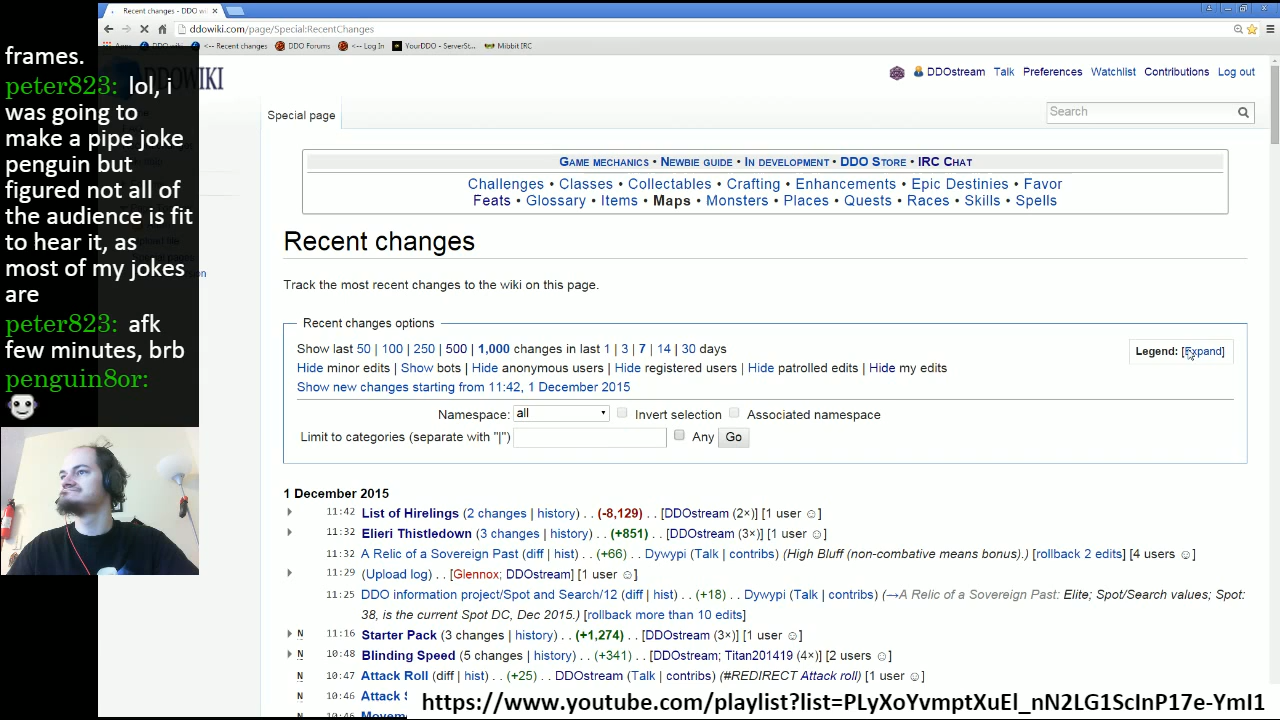 frames.
peter823: lol, i
was going to
make a pipe joke
penguin but
figured not all of
the audience is fit
to hear it, as
most of my jokes
are
peter823: afk
few minutes, brb
penguin8or:
Recent changes - DDO w
ddowiki.com/page/Special:RecentChanges
<-- Recent changes DDO Forums <-- Log In YourDDO - ServerSt... Mibbit IRC
DDOstream Talk Preferences Watchlist Contributions Log out
Special page
Search
GAME MECHANICS • NEWBIE GUIDE • IN DEVELOPMENT • DDO STORE • IRC CHAT
Challenges • Classes • Collectables • Crafting • Enhancements • Epic Destinies • Favor
Feats • Glossary • Items • Maps • Monsters • Places • Quests • Races • Skills • Spells
Recent changes
Track the most recent changes to the wiki on this page.
Recent changes options
Show last 50 | 100 | 250 | 500 | 1,000 changes in last 1 | 3 | 7 | 14 | 30 days
Legend: [Expand]
Hide minor edits | Show bots | Hide anonymous users | Hide registered users | Hide patrolled edits | Hide my edits
Show new changes starting from 11:42, 1 December 2015
Namespace: all Invert selection Associated namespace
Limit to categories (separate with "|") Any Go
1 December 2015
11:42 List of Hirelings (2 changes | history) . . (-8,129) . . [DDOstream (2×)] [1 user ☺]
11:32 Elieri Thistledown (3 changes | history) . . (+851) . . [DDOstream (3×)] [1 user ☺]
11:32 A Relic of a Sovereign Past (diff | hist) . . (+66) . . Dywypi (Talk | contribs) (High Bluff (non-combative means bonus).) [rollback 2 edits] [4 users ☺]
11:29 (Upload log) . . [Glennox; DDOstream] [1 user ☺]
11:25 DDO information project/Spot and Search/12 (diff | hist) . . (+18) . . Dywypi (Talk | contribs) (→A Relic of a Sovereign Past: Elite; Spot/Search values; Spot:
38, is the current Spot DC, Dec 2015.) [rollback more than 10 edits]
N 11:16 Starter Pack (3 changes | history) . . (+1,274) . . [DDOstream (3×)] [1 user ☺]
N 10:48 Blinding Speed (5 changes | history) . . (+341) . . [DDOstream; Titan201419 (4×)] [2 users ☺]
N 10:47 Attack Roll (diff | hist) . . (+25) . . DDOstream (Talk | contribs) (#REDIRECT Attack roll) [1 user ☺]
N 10:46 Attack
https://www.youtube.com/playlist?list=PLyXoYvmptXuEl_nN2LG1ScInP17e-YmI1